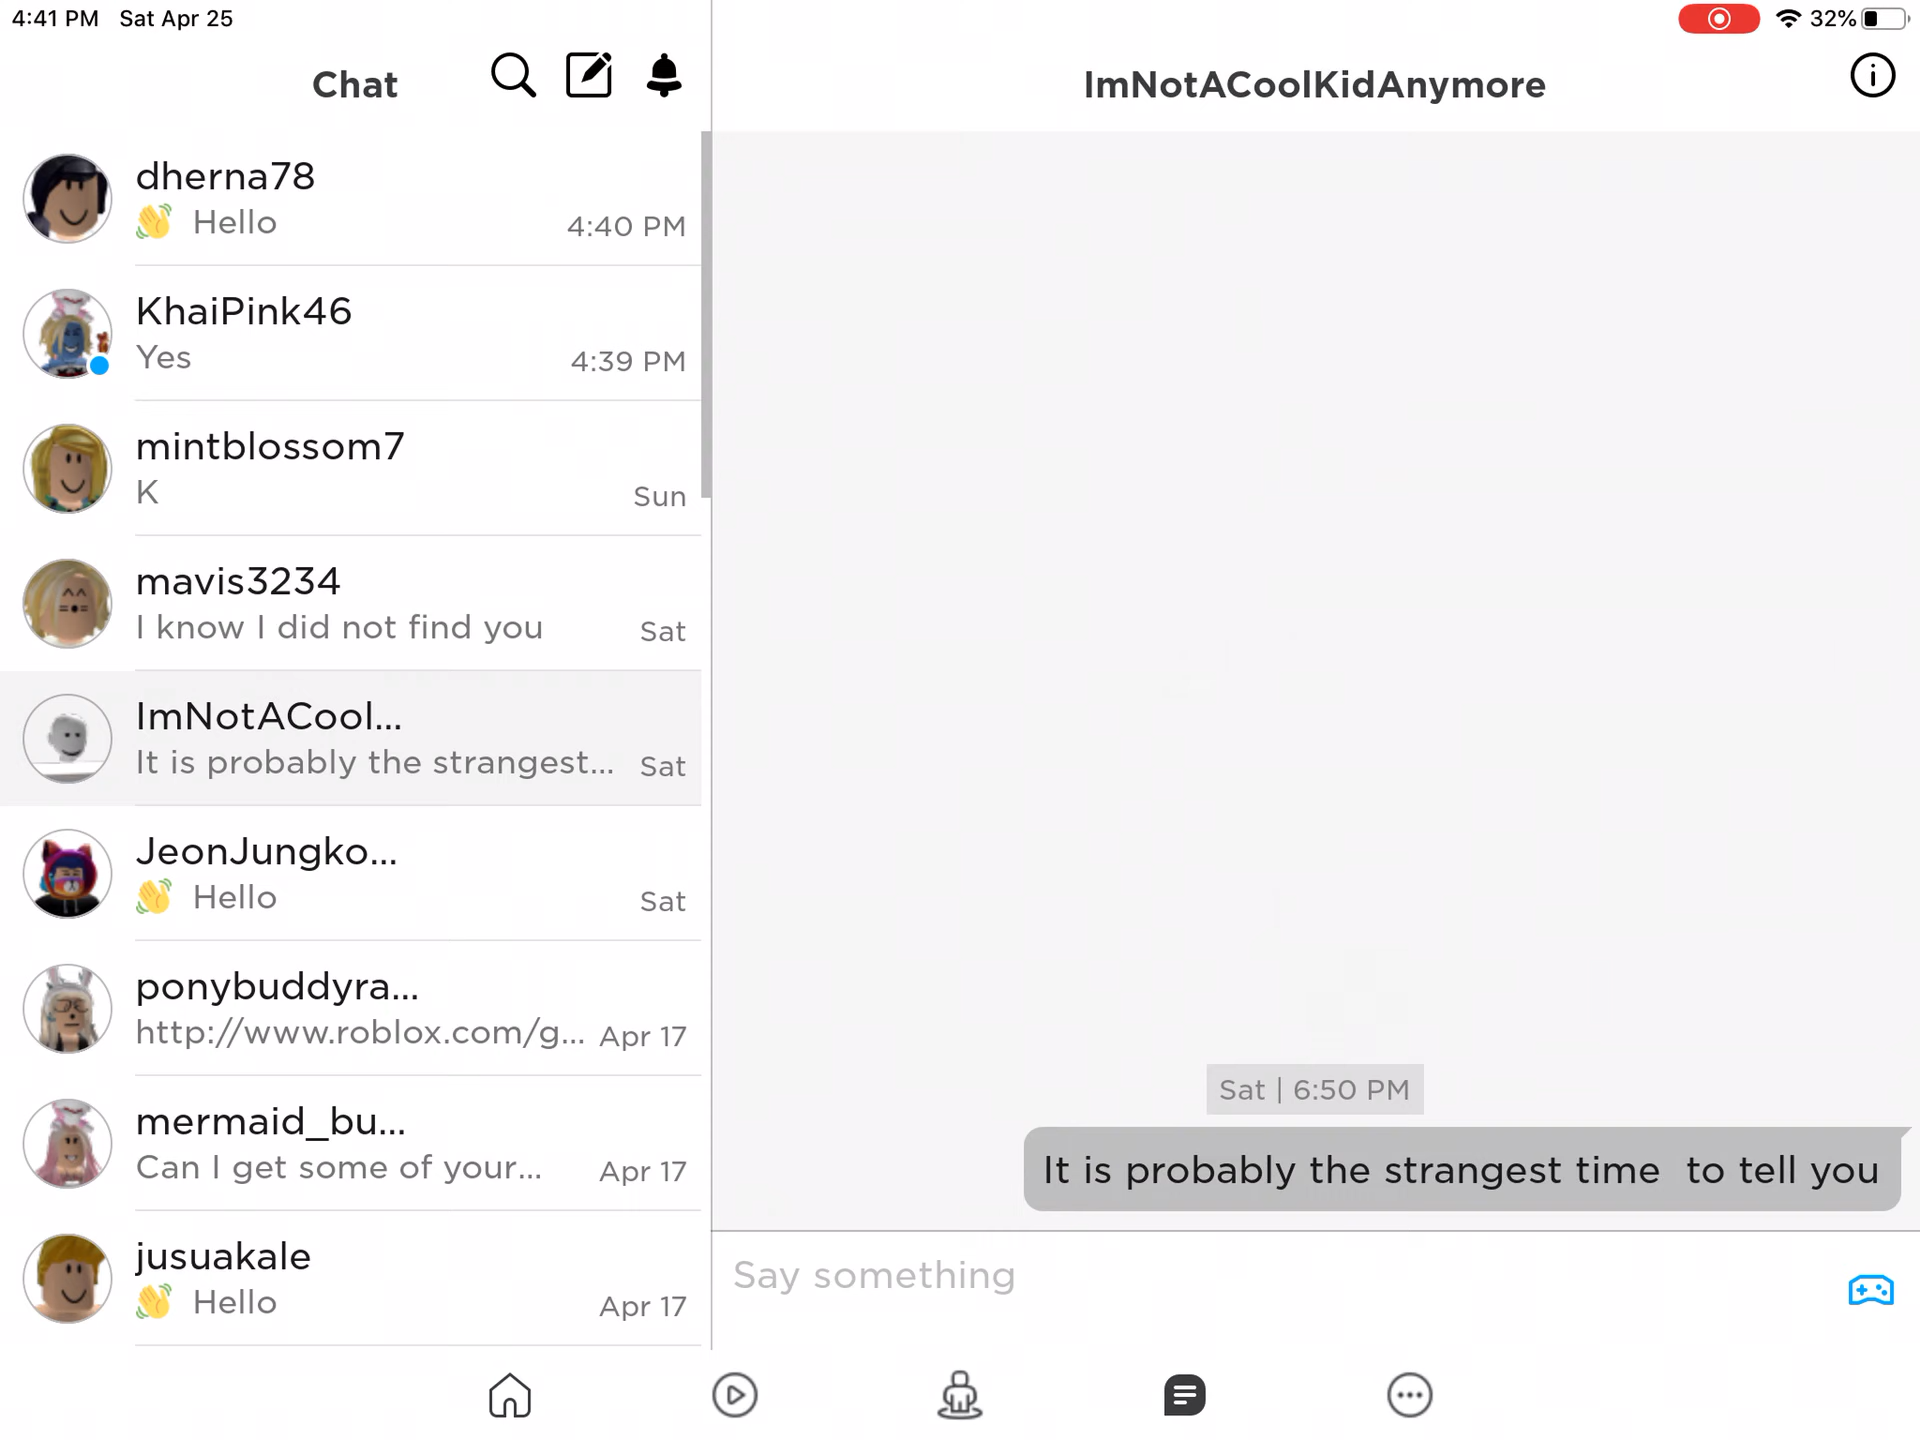 4:41 PM Sat Apr 25
32%
Chat
dherna78
👋 Hello
4:40 PM
KhaiPink46
Yes
4:39 PM
mintblossom7
K
Sun
mavis3234
I know I did not find you
Sat
ImNotACool...
It is probably the strangest...
Sat
JeonJungko...
👋 Hello
Sat
ponybuddyra...
http://www.roblox.com/g...
Apr 17
mermaid_bu...
Can I get some of your...
Apr 17
jusuakale
👋 Hello
Apr 17
ImNotACoolKidAnymore
Sat | 6:50 PM
It is probably the strangest time  to tell you
Say something